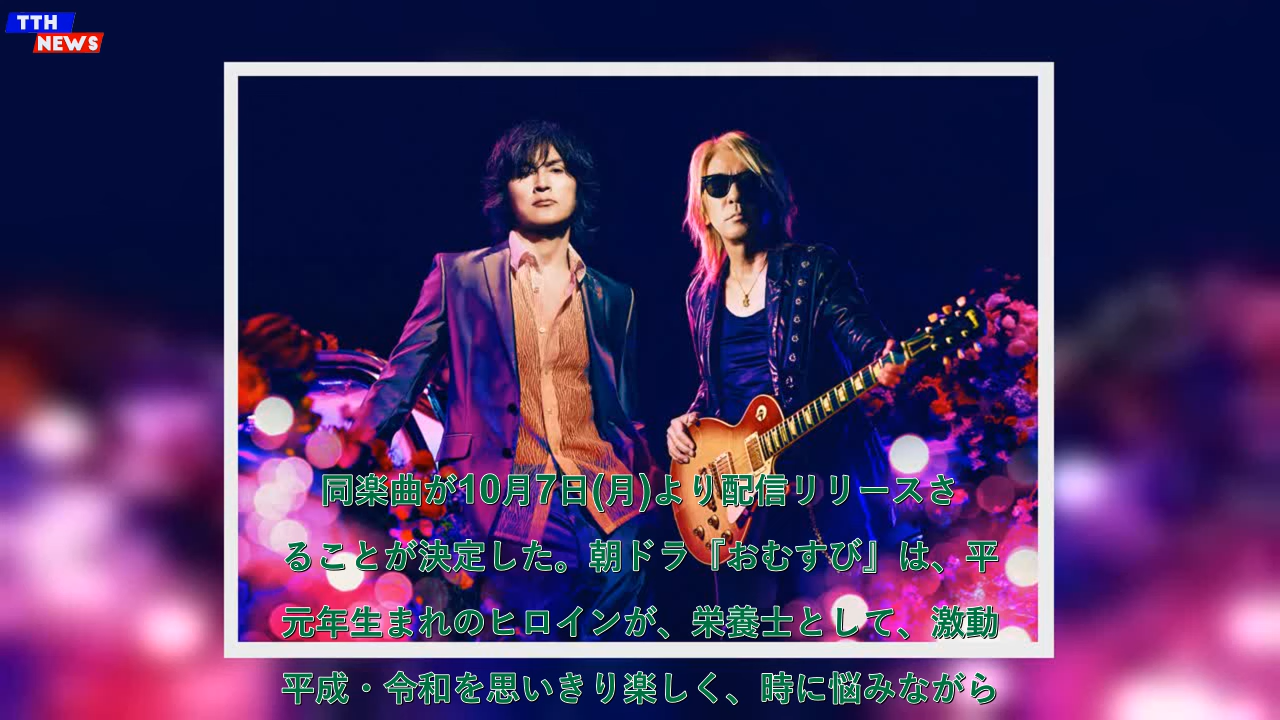 TTH
NEWS
同楽曲が10月7日(月)より配信リリースさ
ることが決定した。朝ドラ『おむすび』は、平
元年生まれのヒロインが、栄養士として、激動
平成・令和を思いきり楽しく、時に悩みながら